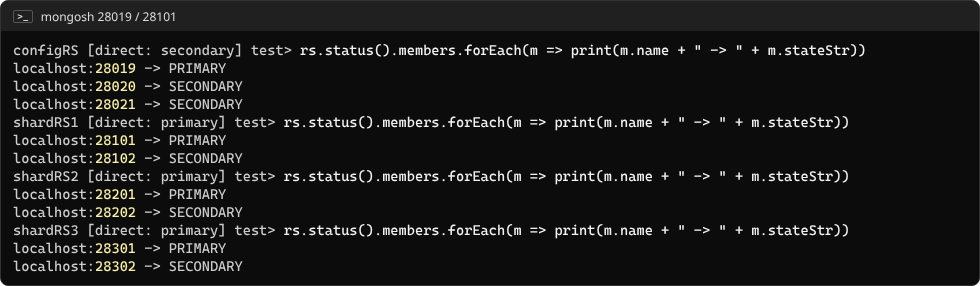 mongosh 28019 / 28101
configRS [direct: secondary] test> rs.status().members.forEach(m => print(m.name + " -> " + m.stateStr))
localhost:28019 -> PRIMARY
localhost:28020 -> SECONDARY
localhost:28021 -> SECONDARY
shardRS1 [direct: primary] test> rs.status().members.forEach(m => print(m.name + " -> " + m.stateStr))
localhost:28101 -> PRIMARY
localhost:28102 -> SECONDARY
shardRS2 [direct: primary] test> rs.status().members.forEach(m => print(m.name + " -> " + m.stateStr))
localhost:28201 -> PRIMARY
localhost:28202 -> SECONDARY
shardRS3 [direct: primary] test> rs.status().members.forEach(m => print(m.name + " -> " + m.stateStr))
localhost:28301 -> PRIMARY
localhost:28302 -> SECONDARY